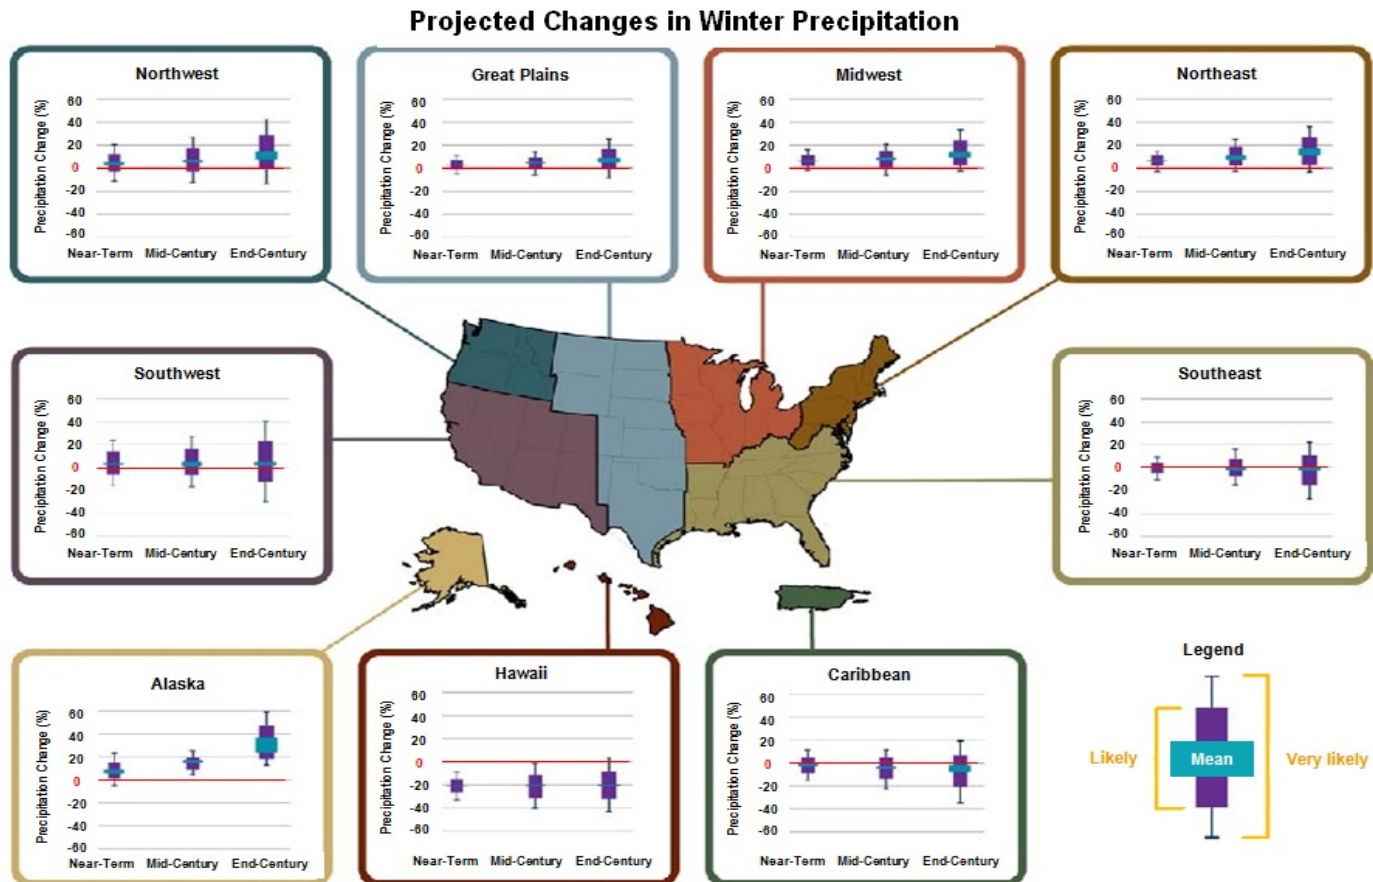 Projected Changes in Winter Precipitation
Northwest
Precipitation Change (%)
60
40
20
0
-20
-40
-60
Near-Term Mid-Century End-Century
Great Plains
Precipitation Change (%)
60
40
20
0
-20
-40
-60
Near-Term Mid-Century End-Century
Midwest
Precipitation Change (%)
60
40
20
0
-20
-40
-60
Near-Term Mid-Century End-Century
Northeast
Precipitation Change (%)
60
40
20
0
-20
-40
-60
Near-Term Mid-Century End-Century
Southwest
Precipitation Change (%)
60
40
20
0
-20
-40
-60
Near-Term Mid-Century End-Century
Southeast
Precipitation Change (%)
60
40
20
0
-20
-40
-60
Near-Term Mid-Century End-Century
Alaska
Precipitation Change (%)
60
40
20
0
-20
-40
-60
Near-Term Mid-Century End-Century
Hawaii
Precipitation Change (%)
60
40
20
0
-20
-40
-60
Near-Term Mid-Century End-Century
Caribbean
Precipitation Change (%)
60
40
20
0
-20
-40
-60
Near-Term Mid-Century End-Century
Legend
Likely Mean Very likely